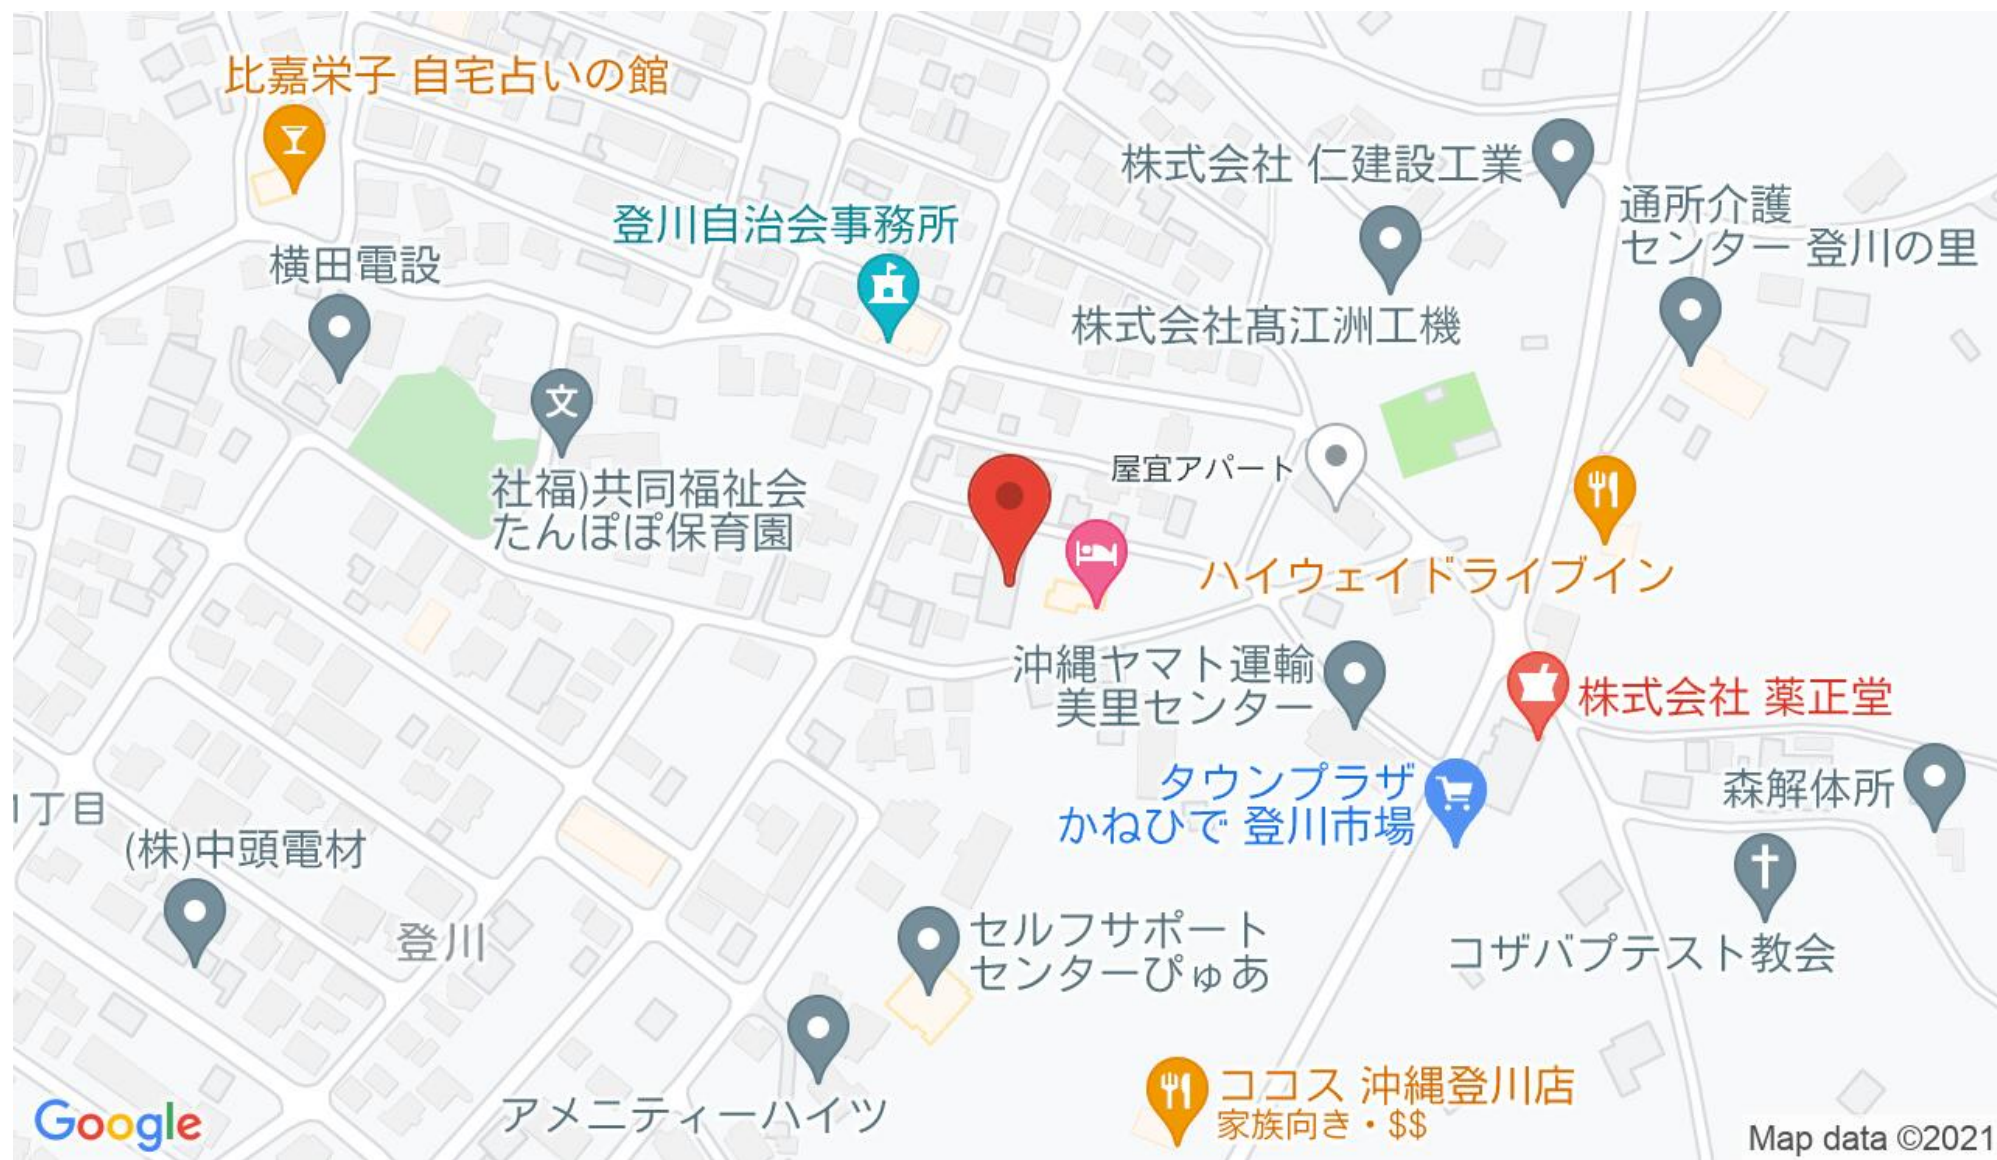 比嘉栄子 自宅占いの館
株式会社 仁建設工業
通所介護
センター 登川の里
登川自治会事務所
横田電設
株式会社髙江洲工機
文
屋宜アパート
社福)共同福祉会
たんぽぽ保育園
ハイウェイドライブイン
沖縄ヤマト運輸
美里センター
株式会社 薬正堂
タウンプラザ
かねひで 登川市場
森解体所
1丁目
(株)中頭電材
登川
セルフサポート
センターぴゅあ
コザバプテスト教会
アメニティーハイツ
ココス 沖縄登川店
家族向き・$$
Google
Map data ©2021